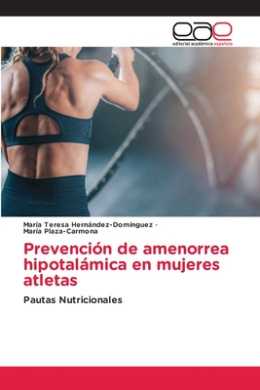 eae
editorial académica española
María Teresa Hernández-Domínguez ·
María Plaza-Carmona
Prevención de amenorrea
hipotalámica en mujeres
atletas
Pautas Nutricionales